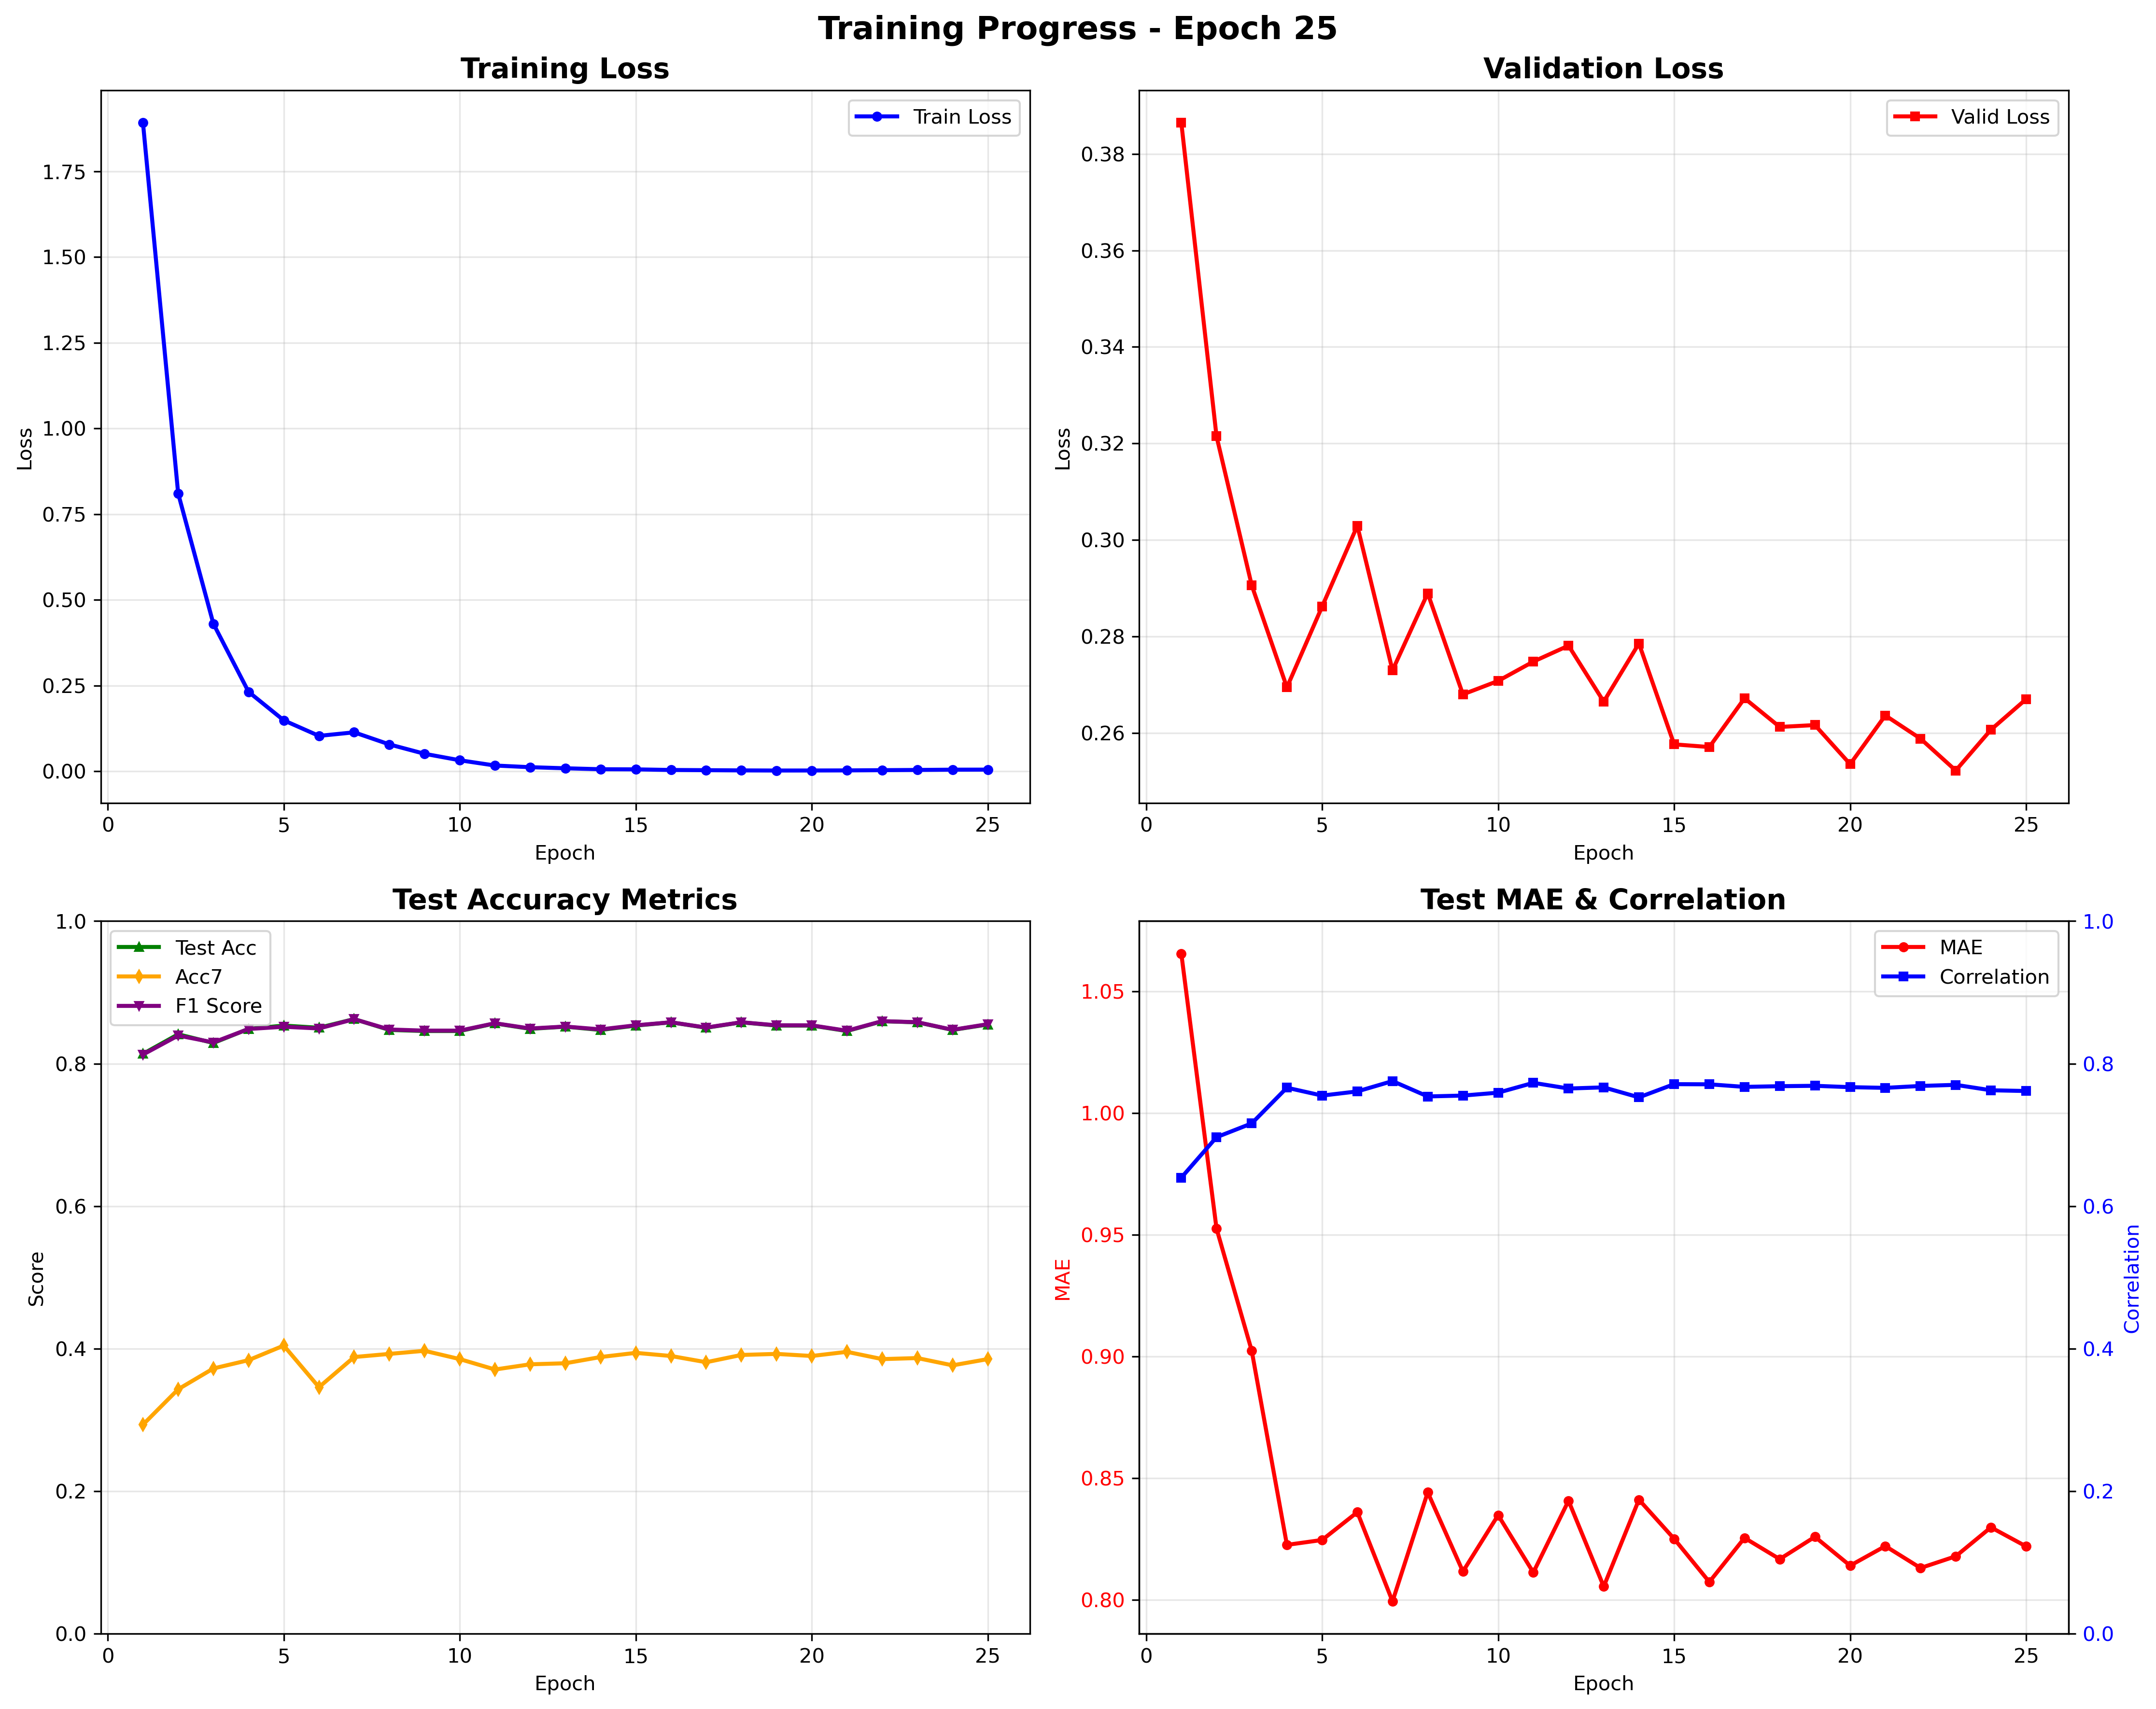 Training Progress - Epoch 25
Training Loss
Train Loss
1.75
1.50
1.25
1.00
0.75
0.50
0.25
0.00
Loss
0
5
10
15
20
25
Epoch
Validation Loss
Valid Loss
0.38
0.36
0.34
0.32
0.30
0.28
0.26
Loss
0
5
10
15
20
25
Epoch
Test Accuracy Metrics
Test Acc
Acc7
F1 Score
1.0
0.8
0.6
0.4
0.2
0.0
Score
0
5
10
15
20
25
Epoch
Test MAE & Correlation
MAE
Correlation
1.05
1.00
0.95
0.90
0.85
0.80
MAE
1.0
0.8
0.6
0.4
0.2
0.0
Correlation
0
5
10
15
20
25
Epoch